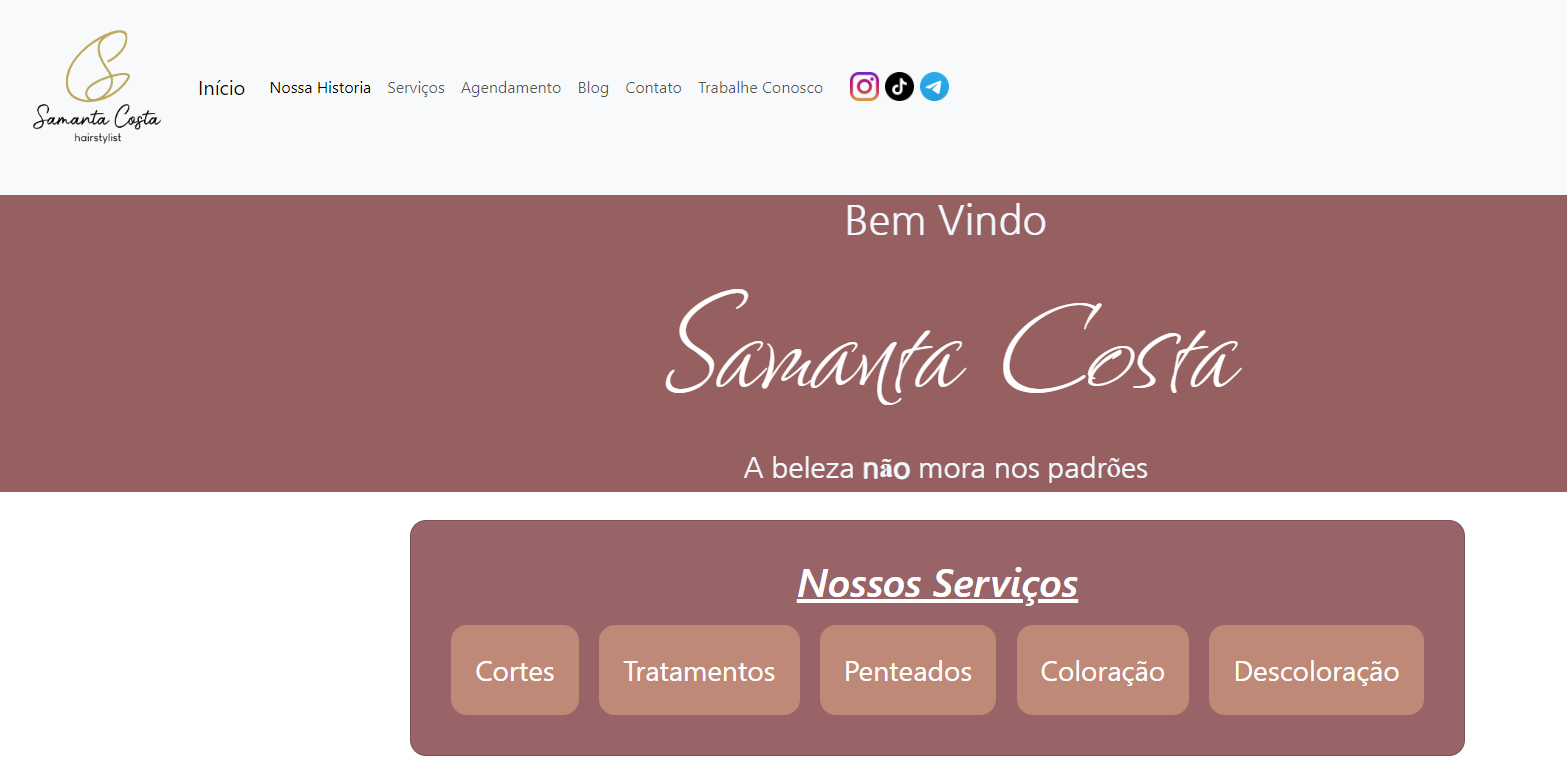 Samanta Costa
hairstylist
Início Nossa Historia Serviços Agendamento Blog Contato Trabalhe Conosco
Bem Vindo
Samanta Costa
A beleza não mora nos padrões
Nossos Serviços
Cortes Tratamentos Penteados Coloração Descoloração